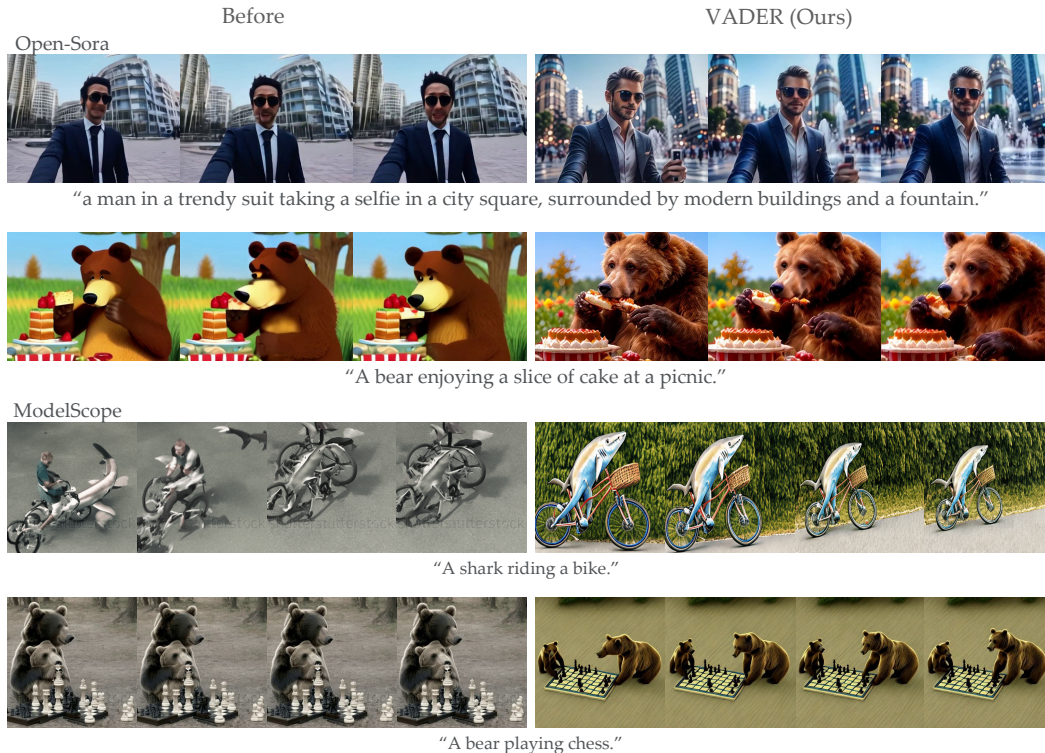 Before
VADER (Ours)
Open-Sora
“a man in a trendy suit taking a selfie in a city square, surrounded by modern buildings and a fountain.”
“A bear enjoying a slice of cake at a picnic.”
ModelScope
“A shark riding a bike.”
“A bear playing chess.”